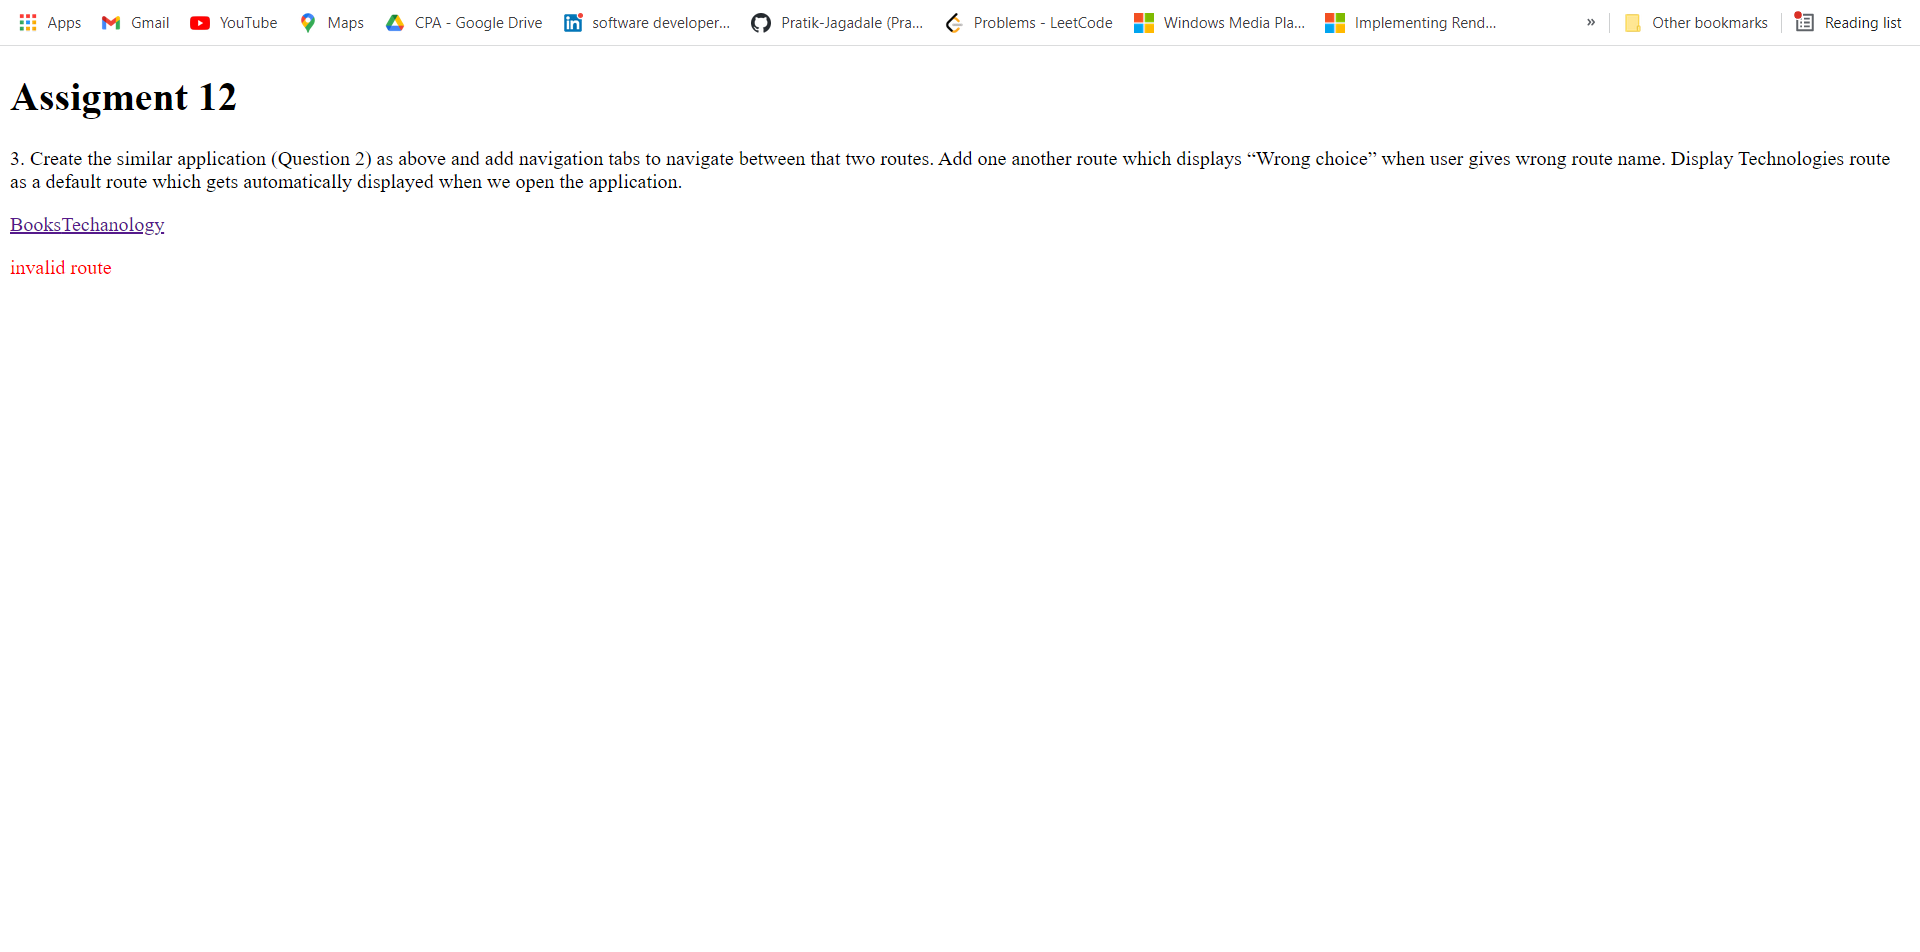 Apps Gmail YouTube Maps CPA - Google Drive software developer... Pratik-Jagadale (Pra... Problems - LeetCode Windows Media Pla... Implementing Rend... » Other bookmarks Reading list
Assigment 12
3. Create the similar application (Question 2) as above and add navigation tabs to navigate between that two routes. Add one another route which displays “Wrong choice” when user gives wrong route name. Display Technologies route
as a default route which gets automatically displayed when we open the application.
BooksTechanology
invalid route